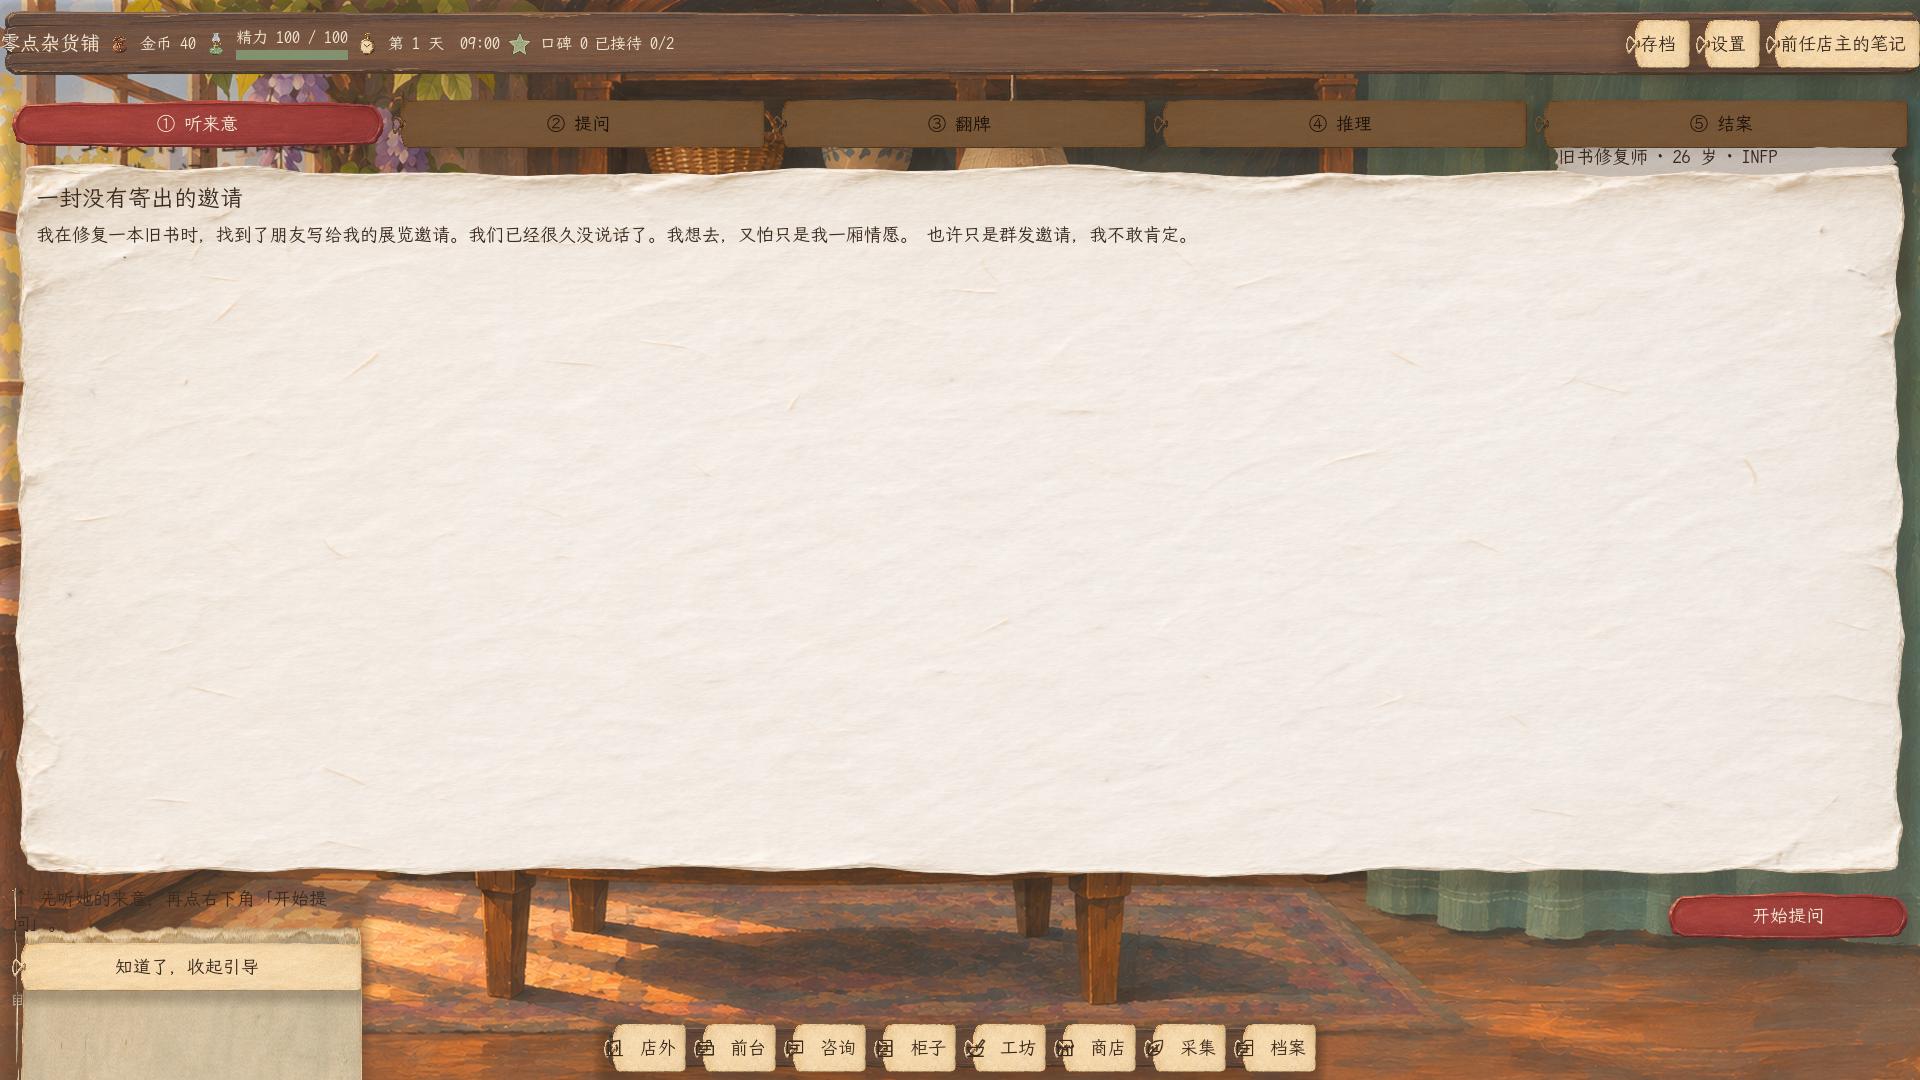 零点杂货铺 金币 40 精力 100 / 100 第 1 天 09:00 口碑 0 已接待 0/2 存档 设置 前任店主的笔记
① 听来意 ② 提问 ③ 翻牌 ④ 推理 ⑤ 结案
旧书修复师 · 26 岁 · INFP
一封没有寄出的邀请
我在修复一本旧书时，找到了朋友写给我的展览邀请。我们已经很久没说话了。我想去，又怕只是我一厢情愿。 也许只是群发邀请，我不敢肯定。
先听她的来意，再点右下角「开始提
问」。
开始提问
知道了，收起引导
店外 前台 咨询 柜子 工坊 商店 采集 档案